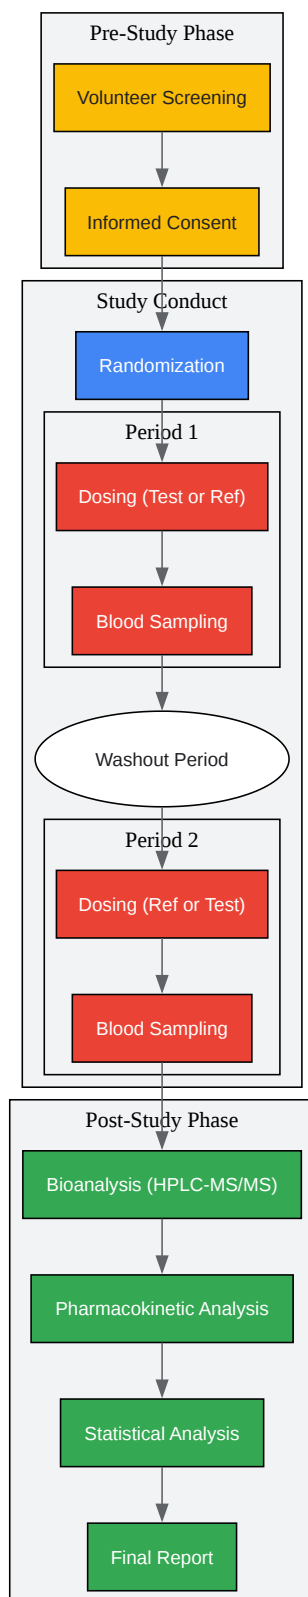 Pre-Study Phase
Volunteer Screening
Informed Consent
Study Conduct
Randomization
Period 1
Dosing (Test or Ref)
Blood Sampling
Washout Period
Period 2
Dosing (Ref or Test)
Blood Sampling
Post-Study Phase
Bioanalysis (HPLC-MS/MS)
Pharmacokinetic Analysis
Statistical Analysis
Final Report